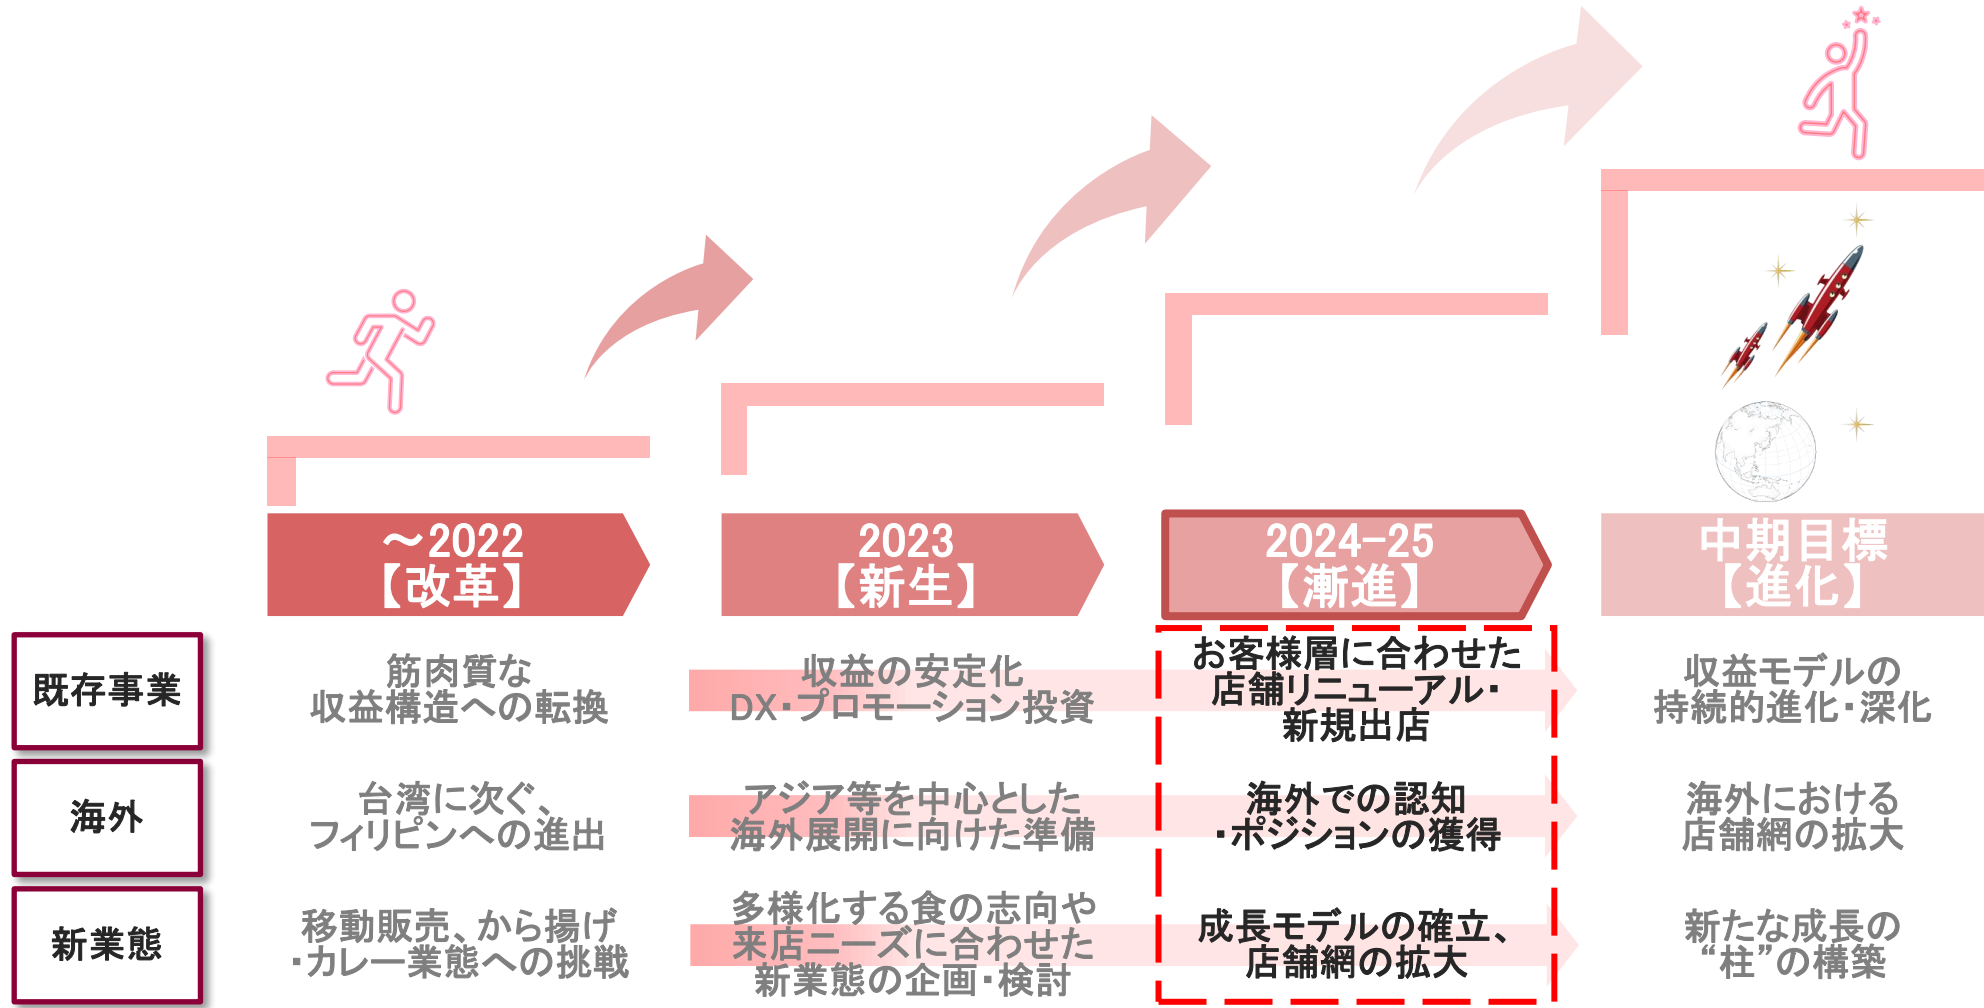 ～2022
【改革】
2023
【新生】
2024-25
【漸進】
中期目標
【進化】
既存事業
筋肉質な
収益構造への転換
収益の安定化
DX・プロモーション投資
お客様層に合わせた
店舗リニューアル・
新規出店
収益モデルの
持続的進化・深化
海外
台湾に次ぐ、
フィリピンへの進出
アジア等を中心とした
海外展開に向けた準備
海外での認知
・ポジションの獲得
海外における
店舗網の拡大
新業態
移動販売、から揚げ
・カレー業態への挑戦
多様化する食の志向や
来店ニーズに合わせた
新業態の企画・検討
成長モデルの確立、
店舗網の拡大
新たな成長の
“柱”の構築